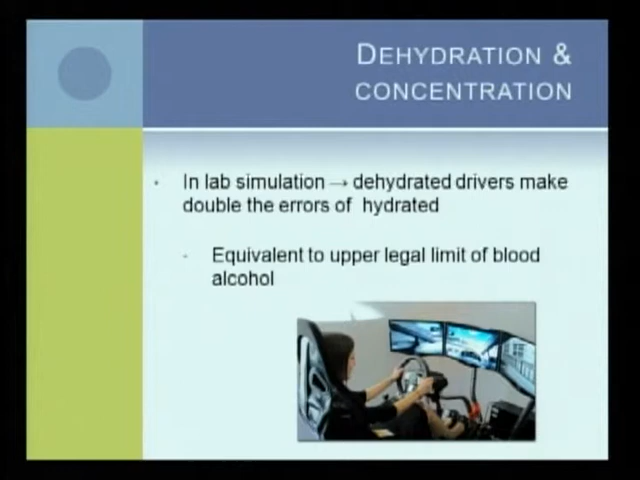 DEHYDRATION &
CONCENTRATION
• In lab simulation → dehydrated drivers make
double the errors of hydrated
- Equivalent to upper legal limit of blood
alcohol